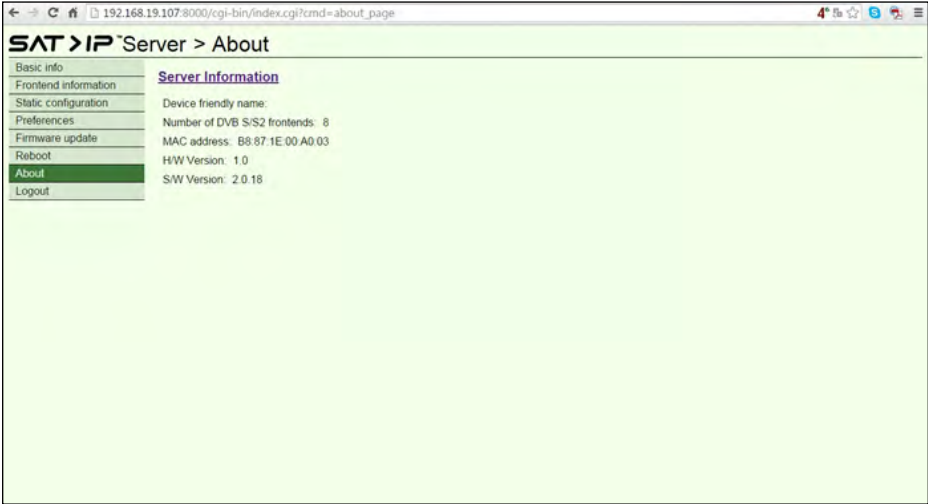 192.168.19.107:8000/cgi-bin/index.cgi?cmd=about_page
SAT>IP™ Server > About
Basic info
Frontend information
Static configuration
Preferences
Firmware update
Reboot
About
Logout
Server Information
Device friendly name:
Number of DVB S/S2 frontends: 8
MAC address: B8:87:1E:00:A0:03
H/W Version: 1.0
S/W Version: 2.0.18